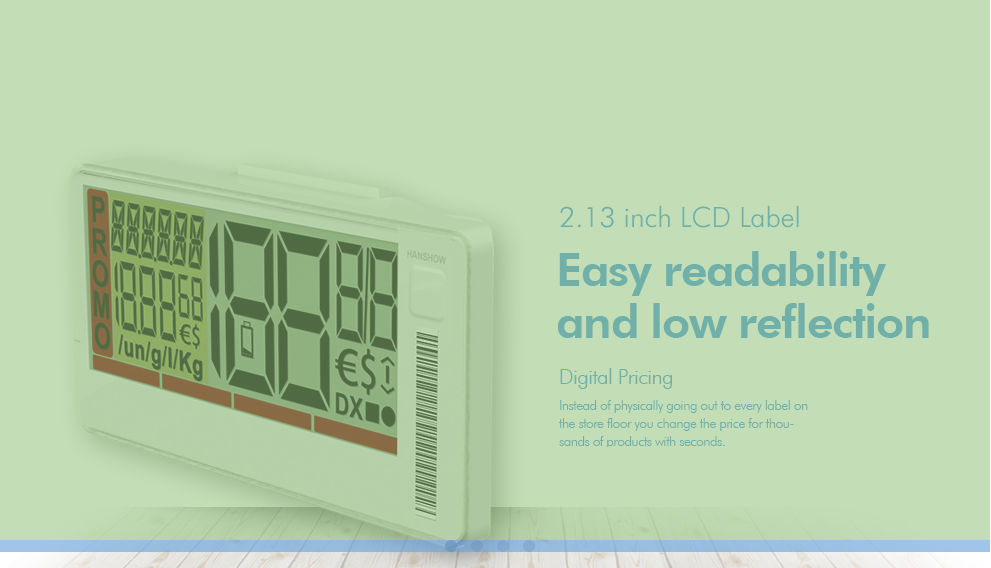 2.13 inch LCD Label
Easy readability
and low reflection
Digital Pricing
Instead of physically going out to every label on
the store floor you change the price for thou-
sands of products with seconds.
HANSHOW
PROMO
18.8868
€$
/un/g/l/Kg
€$
DX